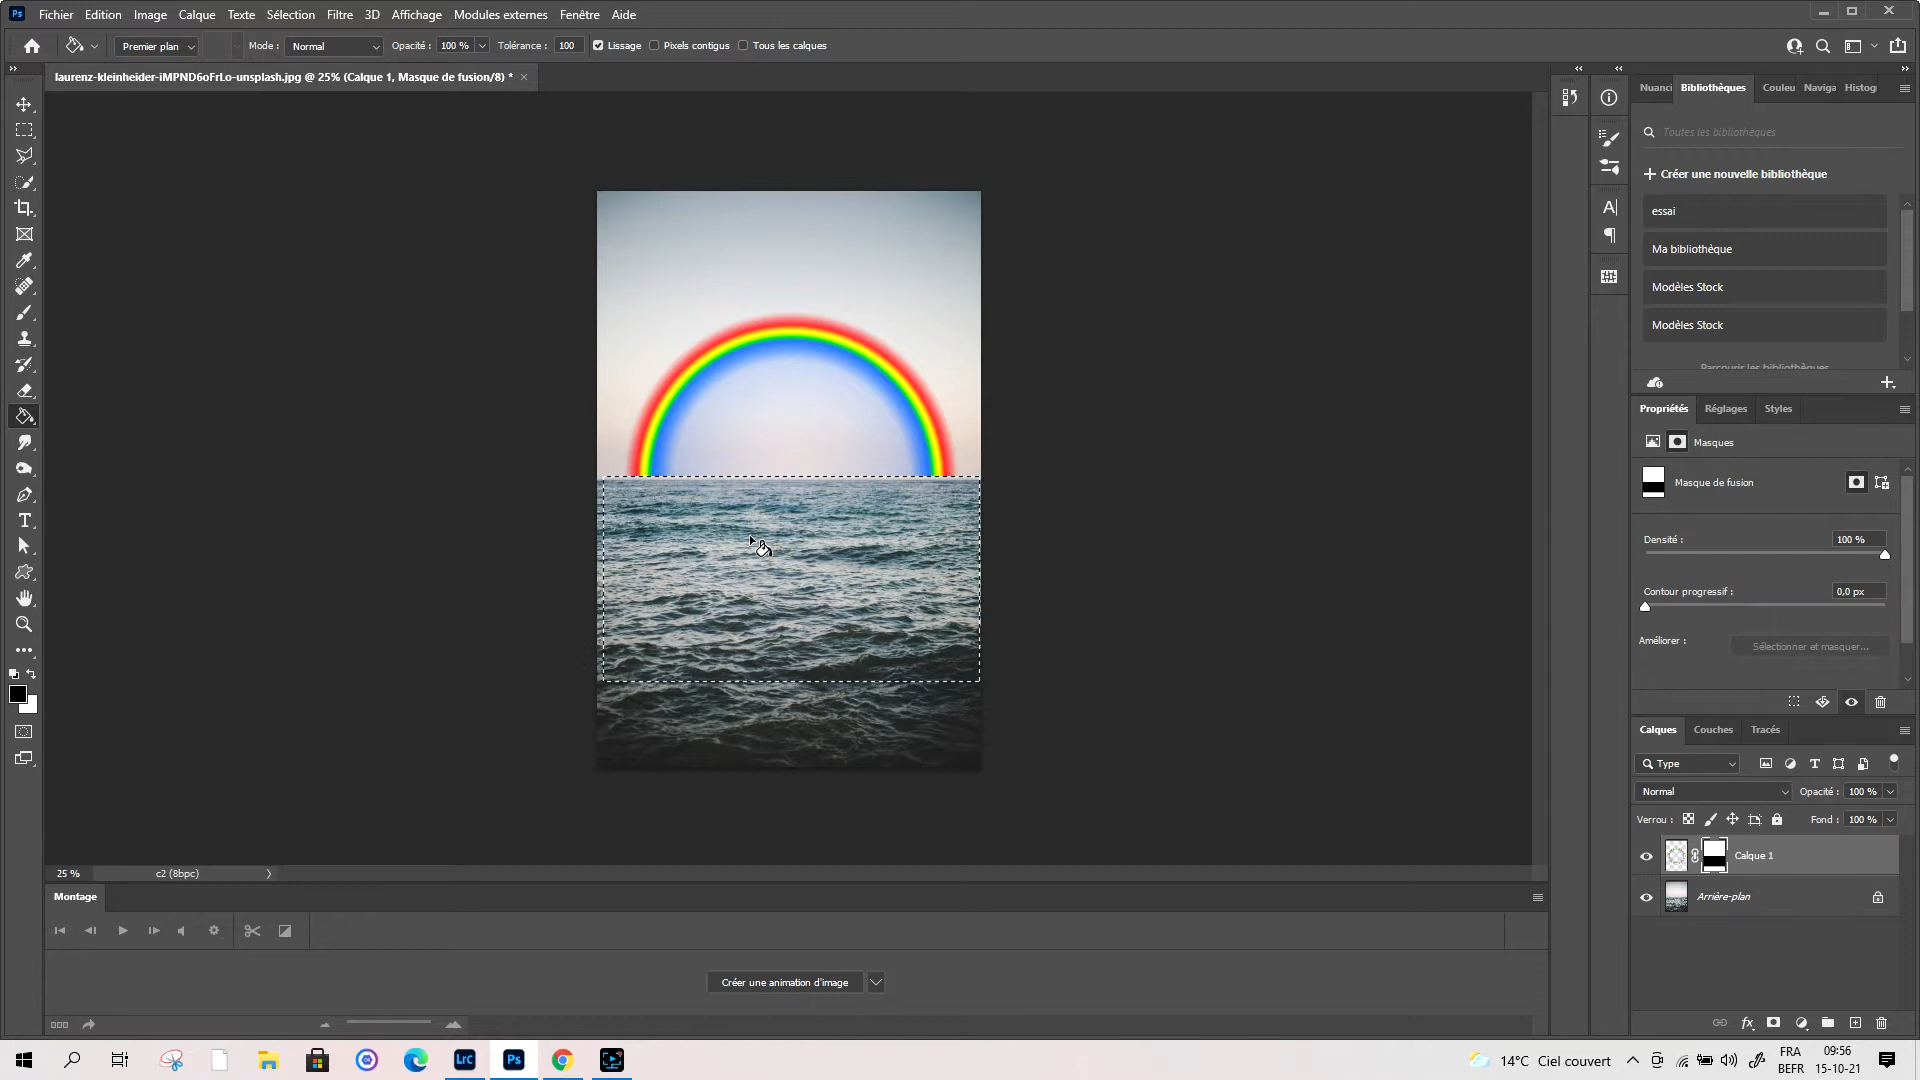 Ps Fichier Edition Image Calque Texte Sélection Filtre 3D Affichage Modules externes Fenêtre Aide
Premier plan Mode : Normal Opacité : 100 % Tolérance : 100 Lissage Pixels contigus Tous les calques
laurenz-kleinheider-iMPND6oFrLo-unsplash.jpg @ 25% (Calque 1, Masque de fusion/8) * ×
Nuanci Bibliothèques Couleu Naviga Histog
Toutes les bibliothèques
Créer une nouvelle bibliothèque
essai
Ma bibliothèque
Modèles Stock
Modèles Stock
Parcourir les bibliothèques
Propriétés Réglages Styles
Masques
Masque de fusion
Densité : 100 %
Contour progressif : 0,0 px
Améliorer : Sélectionner et masquer...
Calques Couches Tracés
Type
Normal Opacité : 100 %
Verrou : Fond : 100 %
Calque 1
Arrière-plan
fx
25 % c2 (8bpc)
Montage
Créer une animation d'image
Lrc Ps
14°C Ciel couvert FRA 09:56
BEFR 15-10-21